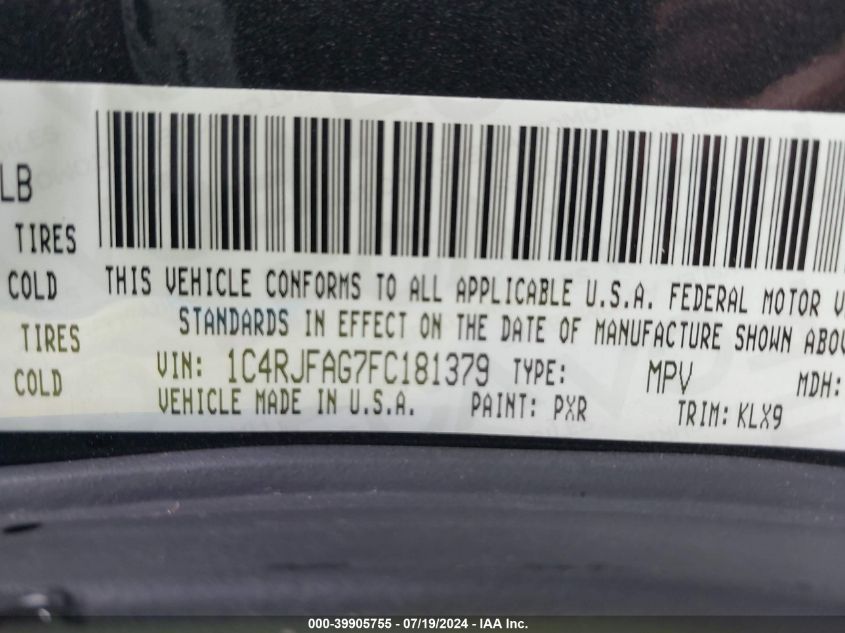 LB
TIRES
COLD
THIS VEHICLE CONFORMS TO ALL APPLICABLE U.S.A. FEDERAL MOTOR V
STANDARDS IN EFFECT ON THE DATE OF MANUFACTURE SHOWN ABOV
TIRES
VIN: 1C4RJFAG7FC181379 TYPE: MPV MDH:
COLD
VEHICLE MADE IN U.S.A. PAINT: PXR TRIM: KLX9
000-39905755 - 07/19/2024 - IAA Inc.